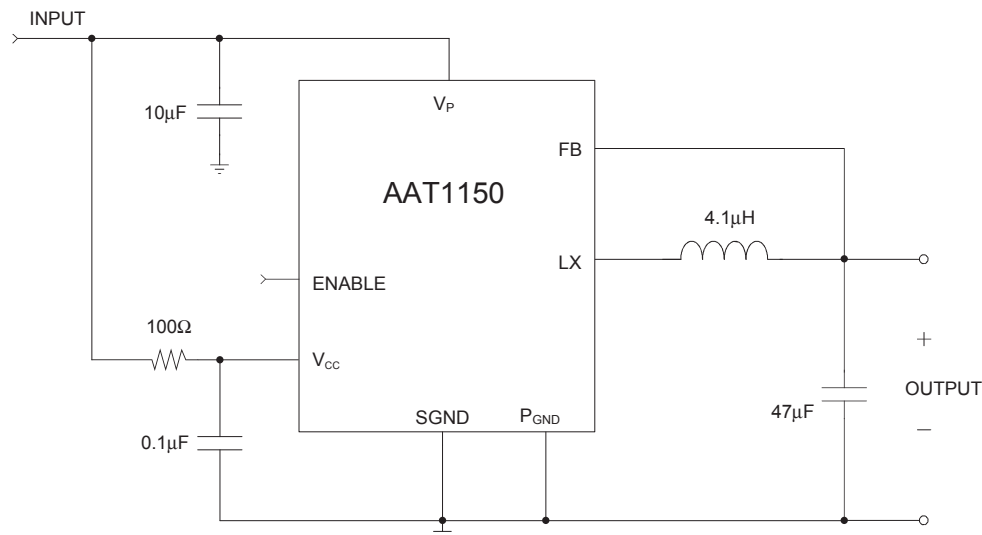 INPUT
10μF
V_P
FB
AAT1150
4.1μH
LX
ENABLE
100Ω
V_CC
+
OUTPUT
47μF
−
SGND
P_GND
0.1μF